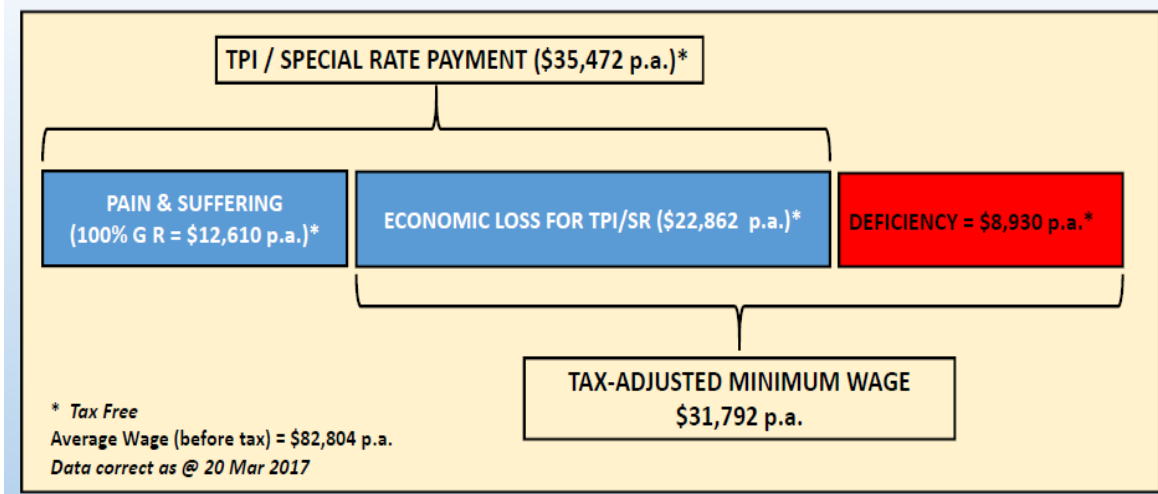 TPI / SPECIAL RATE PAYMENT ($35,472 p.a.)*
PAIN & SUFFERING
(100% G R = $12,610 p.a.)*
ECONOMIC LOSS FOR TPI/SR ($22,862 p.a.)*
DEFICIENCY = $8,930 p.a.*
TAX-ADJUSTED MINIMUM WAGE
$31,792 p.a.
* Tax Free
Average Wage (before tax) = $82,804 p.a.
Data correct as @ 20 Mar 2017